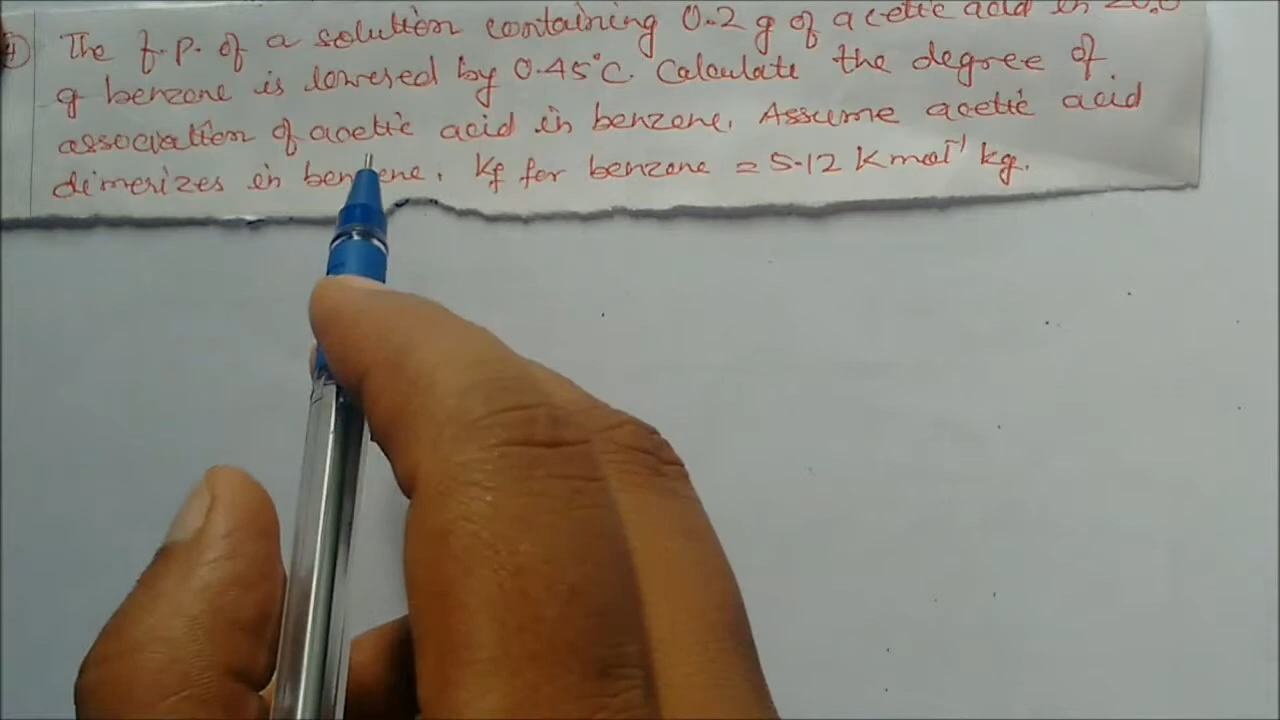 The f.p. of a solution containing 0.2 g of acetic acid in 20.0
g benzene is lowered by 0.45°C. Calculate the degree of
association of acetic acid in benzene. Assume acetic acid
dimerizes in benzene. Kf for benzene = 5.12 K mol⁻¹ kg.